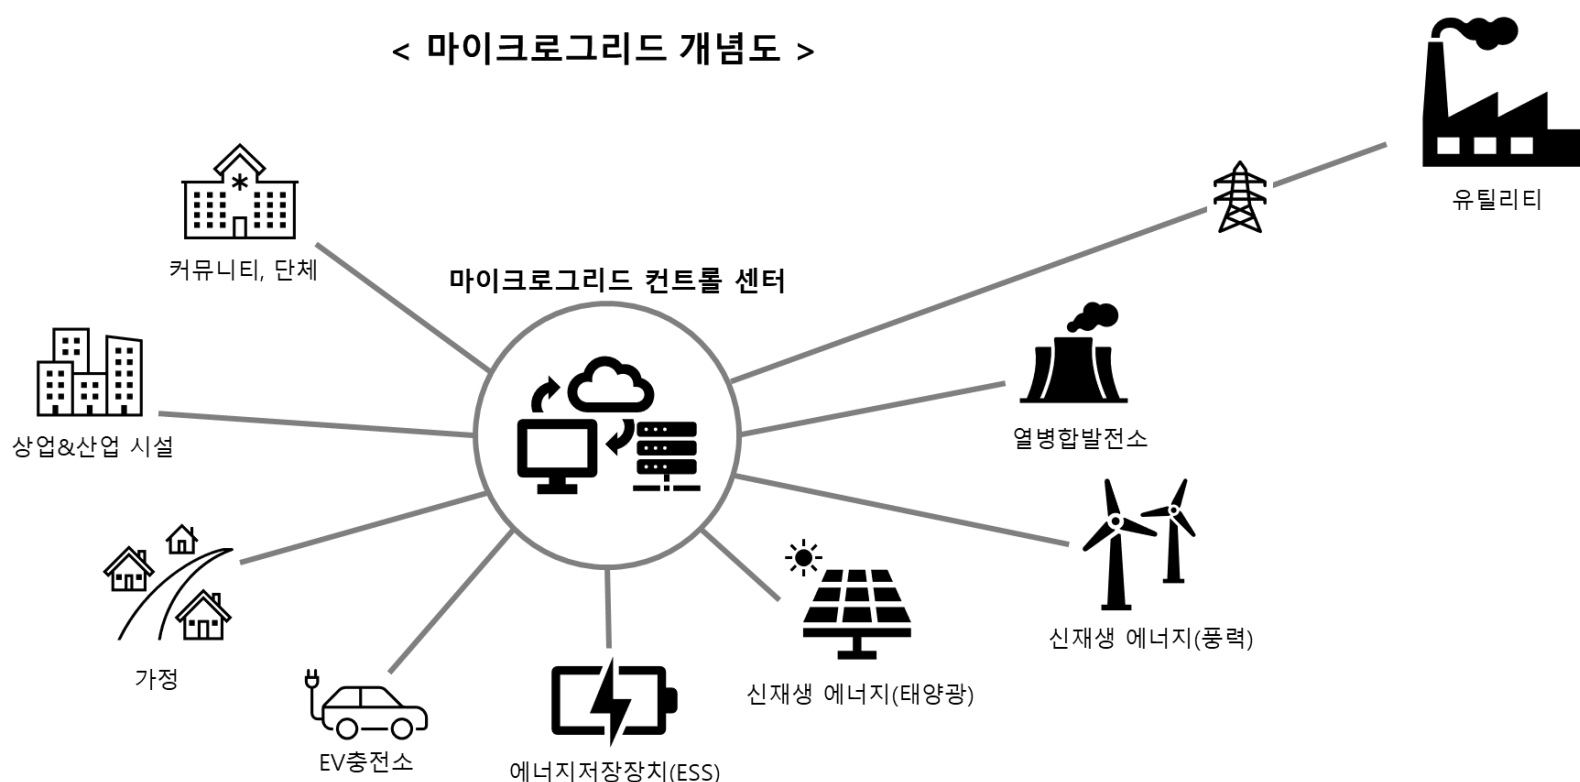 < 마이크로그리드 개념도 >
유틸리티
커뮤니티, 단체
마이크로그리드 컨트롤 센터
상업&산업 시설
열병합발전소
신재생 에너지(풍력)
가정
신재생 에너지(태양광)
EV충전소
에너지저장장치(ESS)